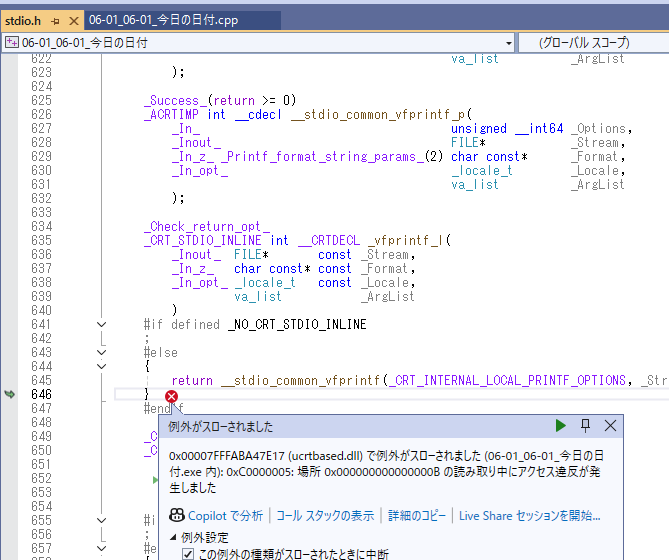 stdio.h 06-01_06-01_今日の日付.cpp
06-01_06-01_今日の日付 (グローバル スコープ)
622 va_list _ArgList
623 );
624
625 _Success_(return >= 0)
626 _ACRTIMP int __cdecl __stdio_common_vfprintf_p(
627 _In_ unsigned __int64 _Options,
628 _Inout_ FILE* _Stream,
629 _In_z_ _Printf_format_string_params_(2) char const* _Format,
630 _In_opt_ _locale_t _Locale,
631 va_list _ArgList
632 );
633
634 _Check_return_opt_
635 _CRT_STDIO_INLINE int __CRTDECL _vfprintf_l(
636 _Inout_ FILE* const _Stream,
637 _In_z_ char const* const _Format,
638 _In_opt_ _locale_t const _Locale,
639 va_list _ArgList
640 )
641 #if defined _NO_CRT_STDIO_INLINE
642 ;
643 #else
644 {
645 return __stdio_common_vfprintf(_CRT_INTERNAL_LOCAL_PRINTF_OPTIONS, _Str
646 }
647 #endif
648
649 _C
650 _C
651
652
653
654
655 #i
656 ;
657 #e
例外がスローされました
0x00007FFFABA47E17 (ucrtbased.dll) で例外がスローされました (06-01_06-01_今日の日
付.exe 内): 0xC0000005: 場所 0x000000000000000B の読み取り中にアクセス違反が発
生しました
Copilot で分析 | コール スタックの表示 | 詳細のコピー | Live Share セッションを開始...
例外設定
この例外の種類がスローされたときに中断